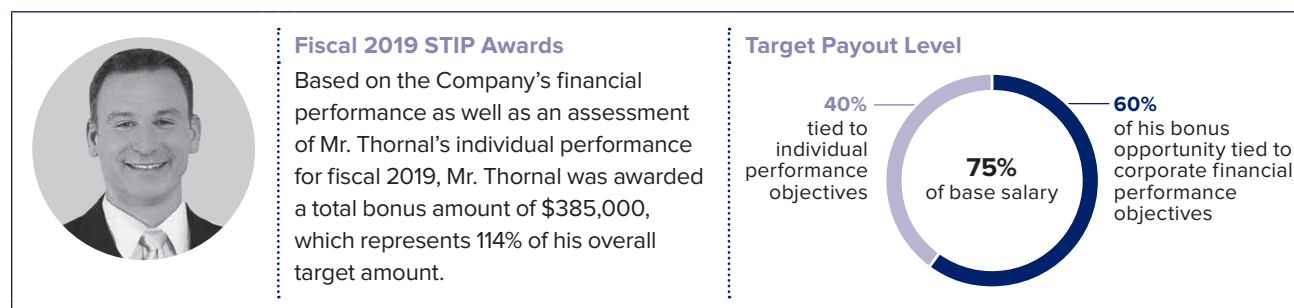 Fiscal 2019 STIP Awards
Based on the Company’s financial
performance as well as an assessment
of Mr. Thornal’s individual performance
for fiscal 2019, Mr. Thornal was awarded
a total bonus amount of $385,000,
which represents 114% of his overall
target amount.
Target Payout Level
40%
tied to
individual
performance
objectives
75%
of base salary
60%
of his bonus
opportunity tied to
corporate financial
performance
objectives